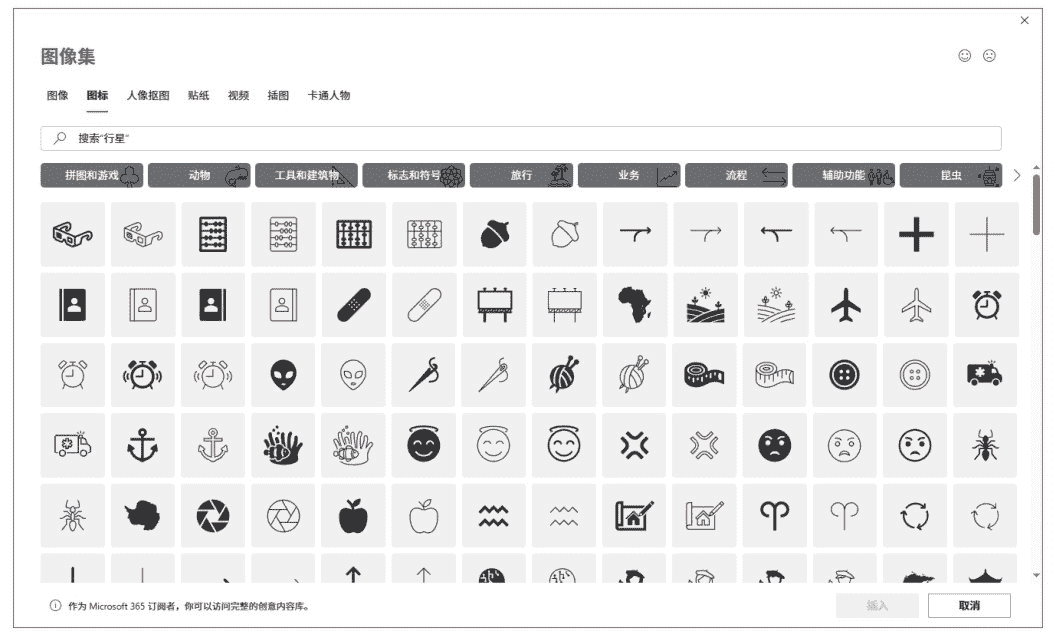 图像集
图像 图标 人像抠图 贴纸 视频 插图 卡通人物
搜索"行星"
拼图和游戏 动物 工具和建筑物 标志和符号 旅行 业务 流程 辅助功能 昆虫
作为 Microsoft 365 订阅者，你可以访问完整的创意内容库。
插入 取消